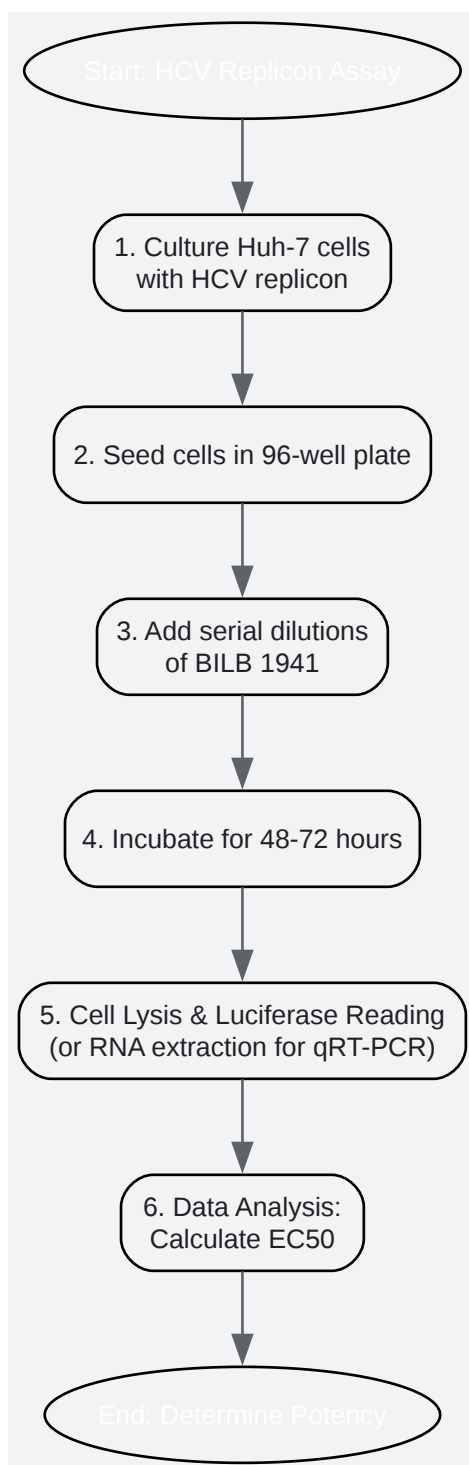 Start: HCV Replicon Assay
1. Culture Huh-7 cells
with HCV replicon
2. Seed cells in 96-well plate
3. Add serial dilutions
of BILB 1941
4. Incubate for 48-72 hours
5. Cell Lysis & Luciferase Reading
(or RNA extraction for qRT-PCR)
6. Data Analysis:
Calculate EC50
End: Determine Potency